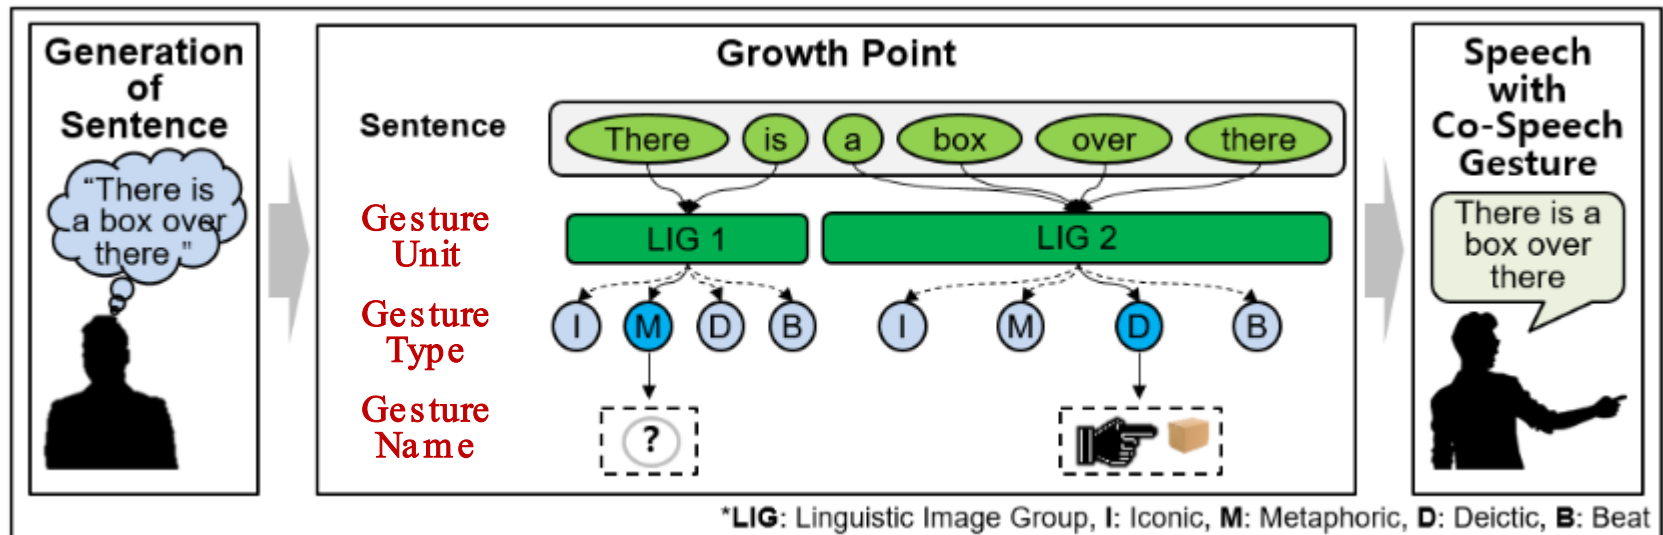 Generation
of
Sentence
“There is
a box over
there ”
Growth Point
Sentence
There is a box over there
Gesture
Unit
LIG 1 LIG 2
Gesture
Type
I M D B I M D B
Gesture
Name
?
Speech
with
Co-Speech
Gesture
There is a
box over
there
*LIG: Linguistic Image Group, I: Iconic, M: Metaphoric, D: Deictic, B: Beat